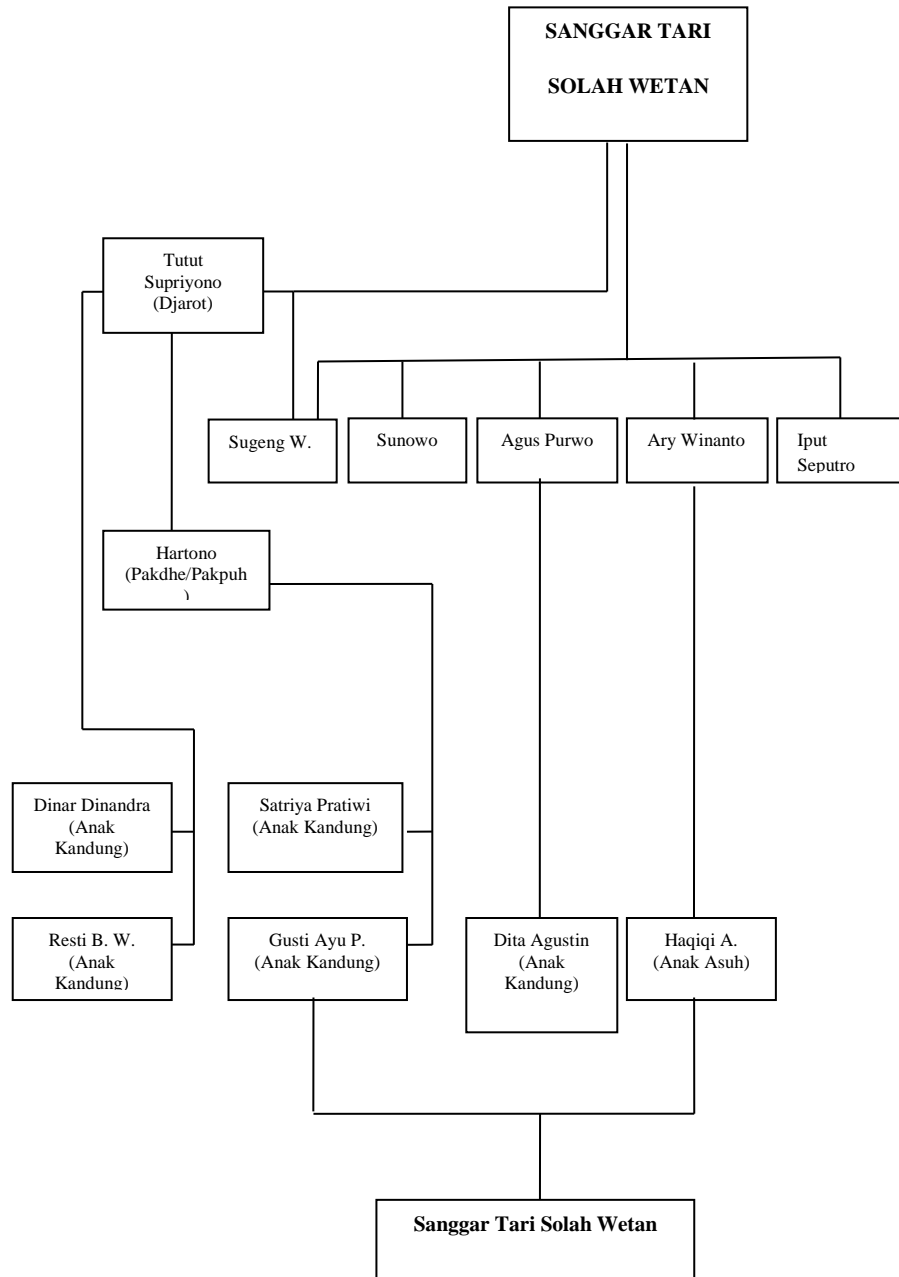 SANGGAR TARI
SOLAH WETAN
Tutut
Supriyono
(Djarot)
Sugeng W.
Sunowo
Agus Purwo
Ary Winanto
Iput
Seputro
Hartono
(Pakdhe/Pakpuh
)
Dinar Dinandra
(Anak
Kandung)
Satriya Pratiwi
(Anak Kandung)
Resti B. W.
(Anak
Kandung)
Gusti Ayu P.
(Anak Kandung)
Dita Agustin
(Anak
Kandung)
Haqiqi A.
(Anak Asuh)
Sanggar Tari Solah Wetan